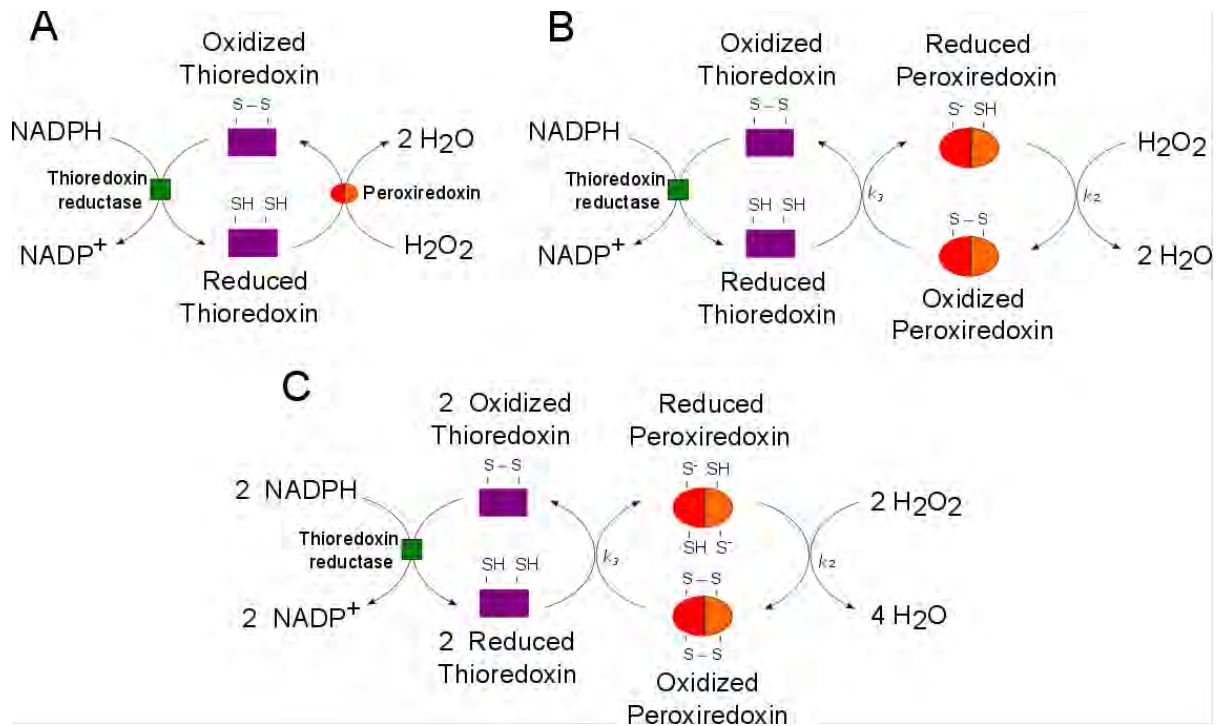 A
Oxidized
Thioredoxin
S – S
NADPH
2 H2O
Thioredoxin
reductase
Peroxiredoxin
SH SH
NADP+
H2O2
Reduced
Thioredoxin
B
Oxidized
Thioredoxin
Reduced
Peroxiredoxin
S – S
S- SH
NADPH
H2O2
Thioredoxin
reductase
k3
k2
SH SH
S – S
NADP+
2 H2O
Reduced
Thioredoxin
Oxidized
Peroxiredoxin
C
2 Oxidized
Thioredoxin
Reduced
Peroxiredoxin
S – S
S- SH
2 NADPH
2 H2O2
SH S-
Thioredoxin
reductase
k3
k2
SH SH
S – S
2 NADP+
4 H2O
2 Reduced
Thioredoxin
S – S
Oxidized
Peroxiredoxin